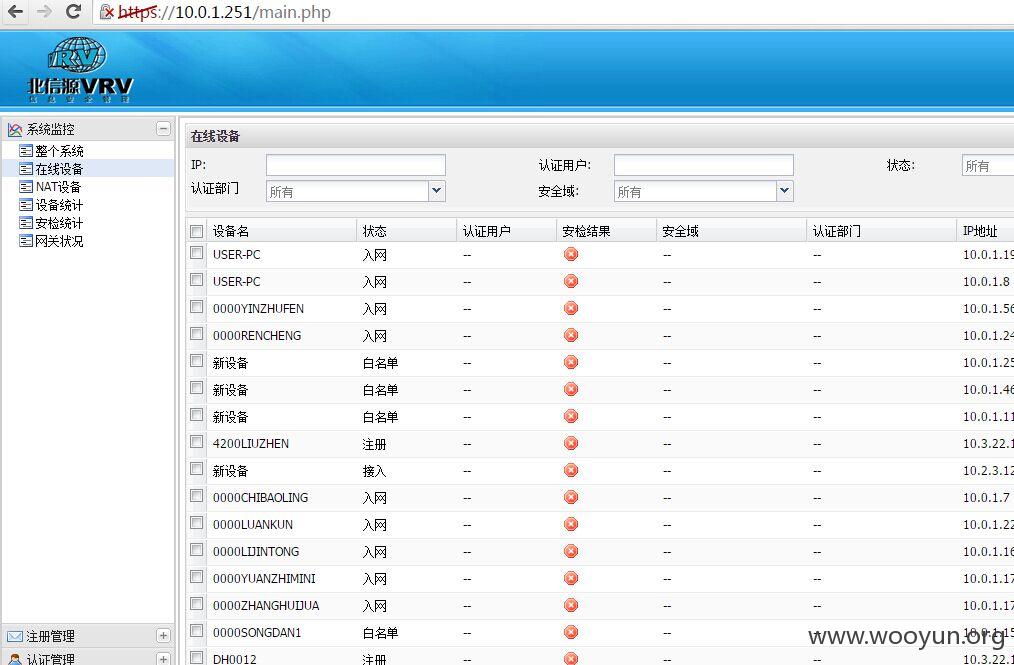 https://10.0.1.251/main.php
北信源VRV
系统监控
整个系统
在线设备
NAT设备
设备统计
安检统计
网关状况
注册管理
认证管理
在线设备
IP: 认证用户: 状态: 所有
认证部门 所有 安全域: 所有
设备名 状态 认证用户 安检结果 安全域 认证部门 IP地址
USER-PC 入网 -- -- -- 10.0.1.19
USER-PC 入网 -- -- -- 10.0.1.8
0000YINZHUFEN 入网 -- -- -- 10.0.1.56
0000RENCHENG 入网 -- -- -- 10.0.1.24
新设备 白名单 -- -- -- 10.0.1.25
新设备 白名单 -- -- -- 10.0.1.46
新设备 白名单 -- -- -- 10.0.1.11
4200LIUZHEN 注册 -- -- -- 10.3.22.1
新设备 接入 -- -- -- 10.2.3.12
0000CHIBAOLING 入网 -- -- -- 10.0.1.7
0000LUANKUN 入网 -- -- -- 10.0.1.22
0000LIJINTONG 入网 -- -- -- 10.0.1.16
0000YUANZHIMINI 入网 -- -- -- 10.0.1.17
0000ZHANGHUIJUA 入网 -- -- -- 10.0.1.17
0000SONGDAN1 白名单 -- -- -- 10.0.1.15
DH0012 注册 -- -- -- 10.3.22.1
www.wooyun.org